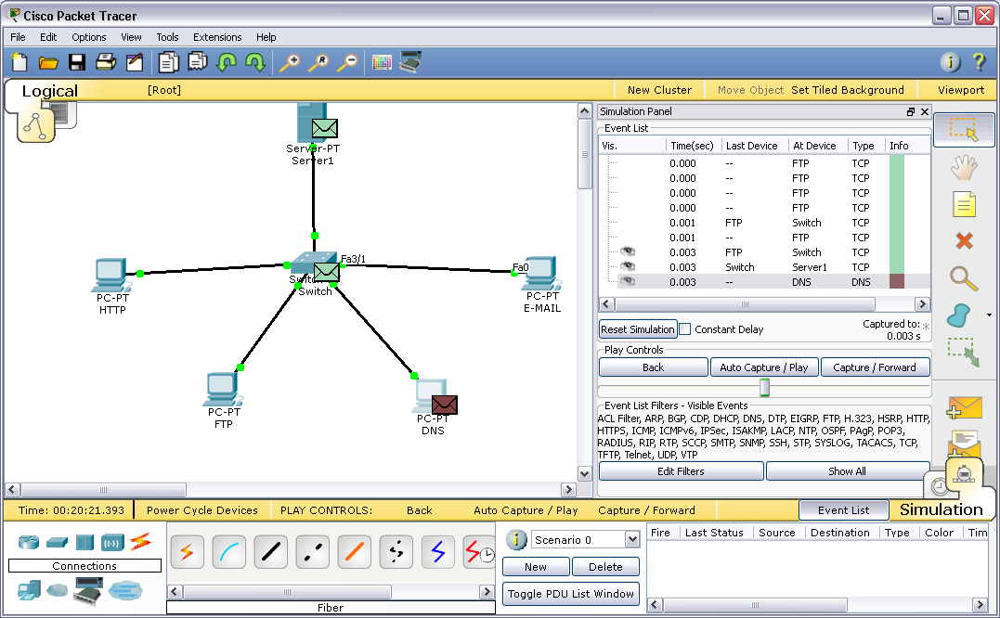 Cisco Packet Tracer
File Edit Options View Tools Extensions Help
Logical [Root] New Cluster Move Object Set Tiled Background Viewport
Server-PT
Server1
Fa3/1
Switch
Fa0
PC-PT
HTTP
PC-PT
E-MAIL
PC-PT
FTP
PC-PT
DNS
Simulation Panel
Event List
Vis. Time(sec) Last Device At Device Type Info
0.000 -- FTP TCP
0.000 -- FTP TCP
0.000 -- FTP TCP
0.000 -- FTP TCP
0.001 FTP Switch TCP
0.001 -- FTP TCP
0.003 FTP Switch TCP
0.003 Switch Server1 TCP
0.003 -- DNS DNS
Reset Simulation Constant Delay Captured to: *
0.003 s
Play Controls
Back Auto Capture / Play Capture / Forward
Event List Filters - Visible Events
ACL Filter, ARP, BGP, CDP, DHCP, DNS, DTP, EIGRP, FTP, H.323, HSRP, HTTP,
HTTPS, ICMP, ICMPv6, IPSec, ISAKMP, LACP, NTP, OSPF, PAgP, POP3,
RADIUS, RIP, RTP, SCCP, SMTP, SNMP, SSH, STP, SYSLOG, TACACS, TCP,
TFTP, Telnet, UDP, VTP
Edit Filters Show All
Time: 00:20:21.393 Power Cycle Devices PLAY CONTROLS: Back Auto Capture / Play Capture / Forward Event List Simulation
Connections
Fiber
Scenario 0
New Delete
Toggle PDU List Window
Fire Last Status Source Destination Type Color Tim